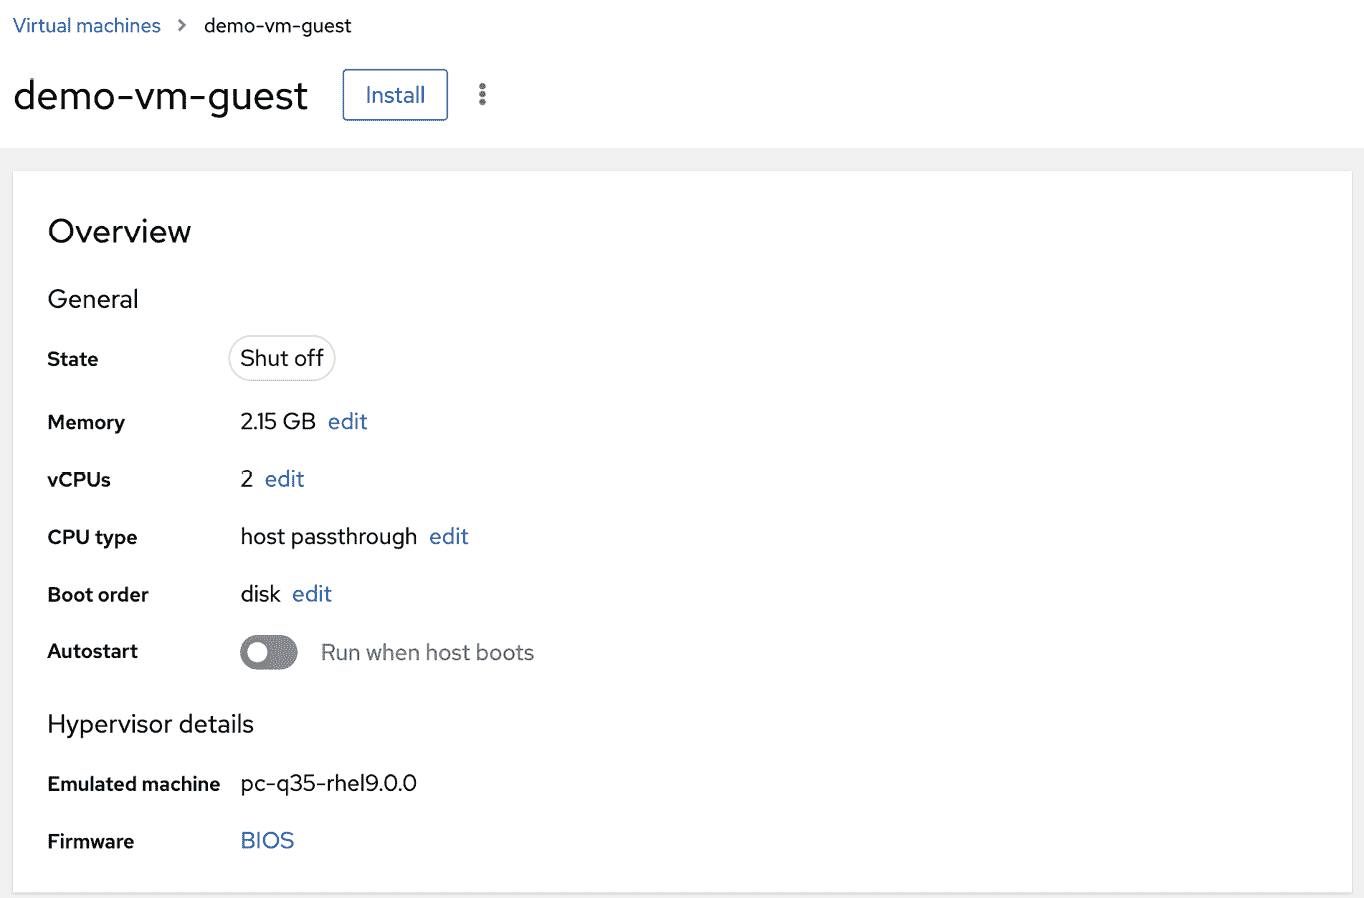 Virtual machines > demo-vm-guest
demo-vm-guest Install
Overview
General
State Shut off
Memory 2.15 GB edit
vCPUs 2 edit
CPU type host passthrough edit
Boot order disk edit
Autostart Run when host boots
Hypervisor details
Emulated machine pc-q35-rhel9.0.0
Firmware BIOS